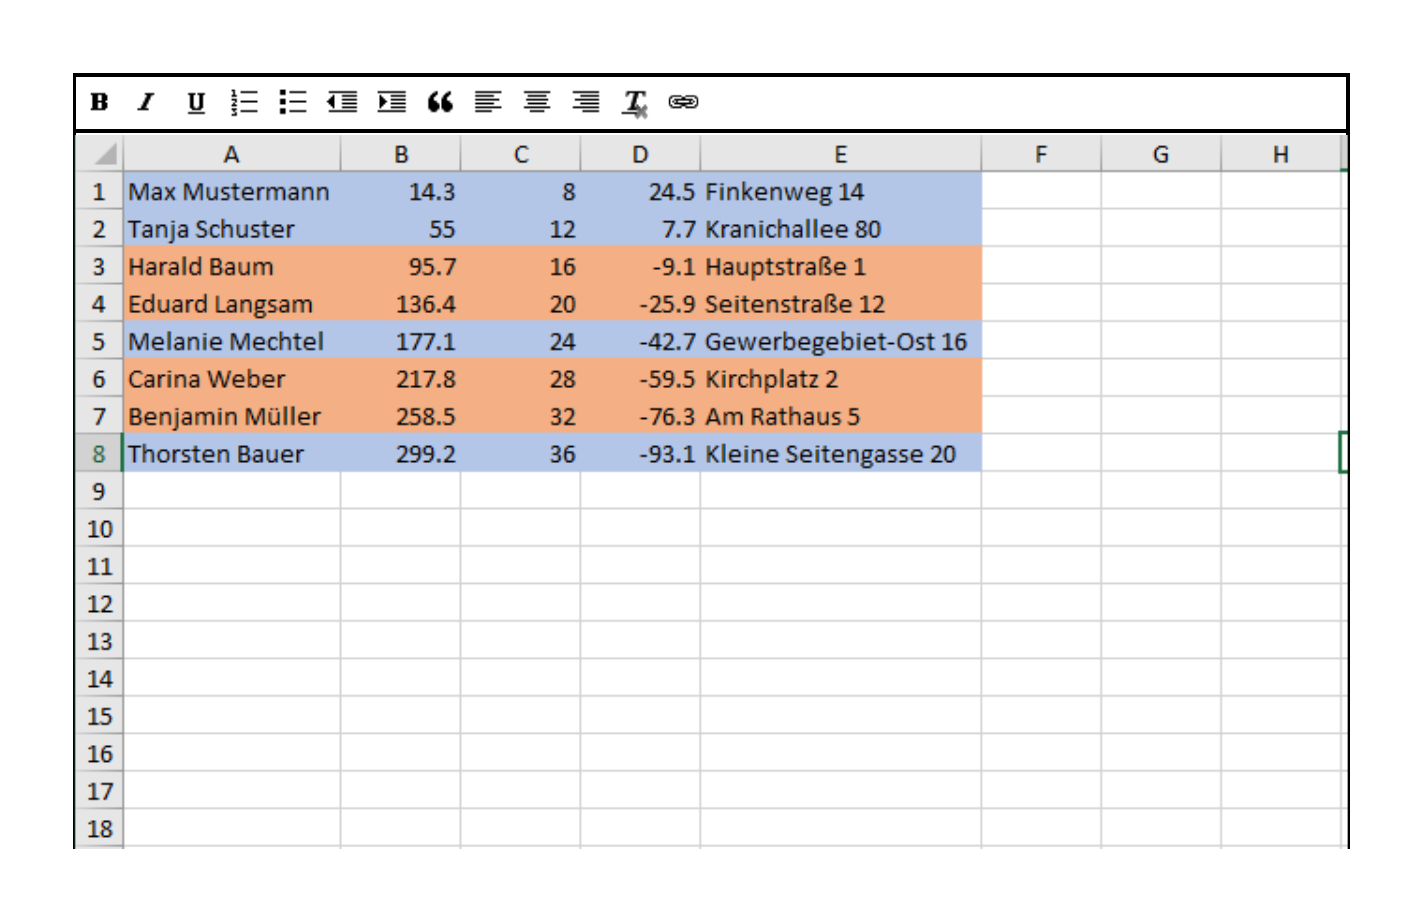 B I U T
A B C D E F G H
1 Max Mustermann 14.3 8 24.5 Finkenweg 14
2 Tanja Schuster 55 12 7.7 Kranichallee 80
3 Harald Baum 95.7 16 -9.1 Hauptstraße 1
4 Eduard Langsam 136.4 20 -25.9 Seitenstraße 12
5 Melanie Mechtel 177.1 24 -42.7 Gewerbegebiet-Ost 16
6 Carina Weber 217.8 28 -59.5 Kirchplatz 2
7 Benjamin Müller 258.5 32 -76.3 Am Rathaus 5
8 Thorsten Bauer 299.2 36 -93.1 Kleine Seitengasse 20
9
10
11
12
13
14
15
16
17
18